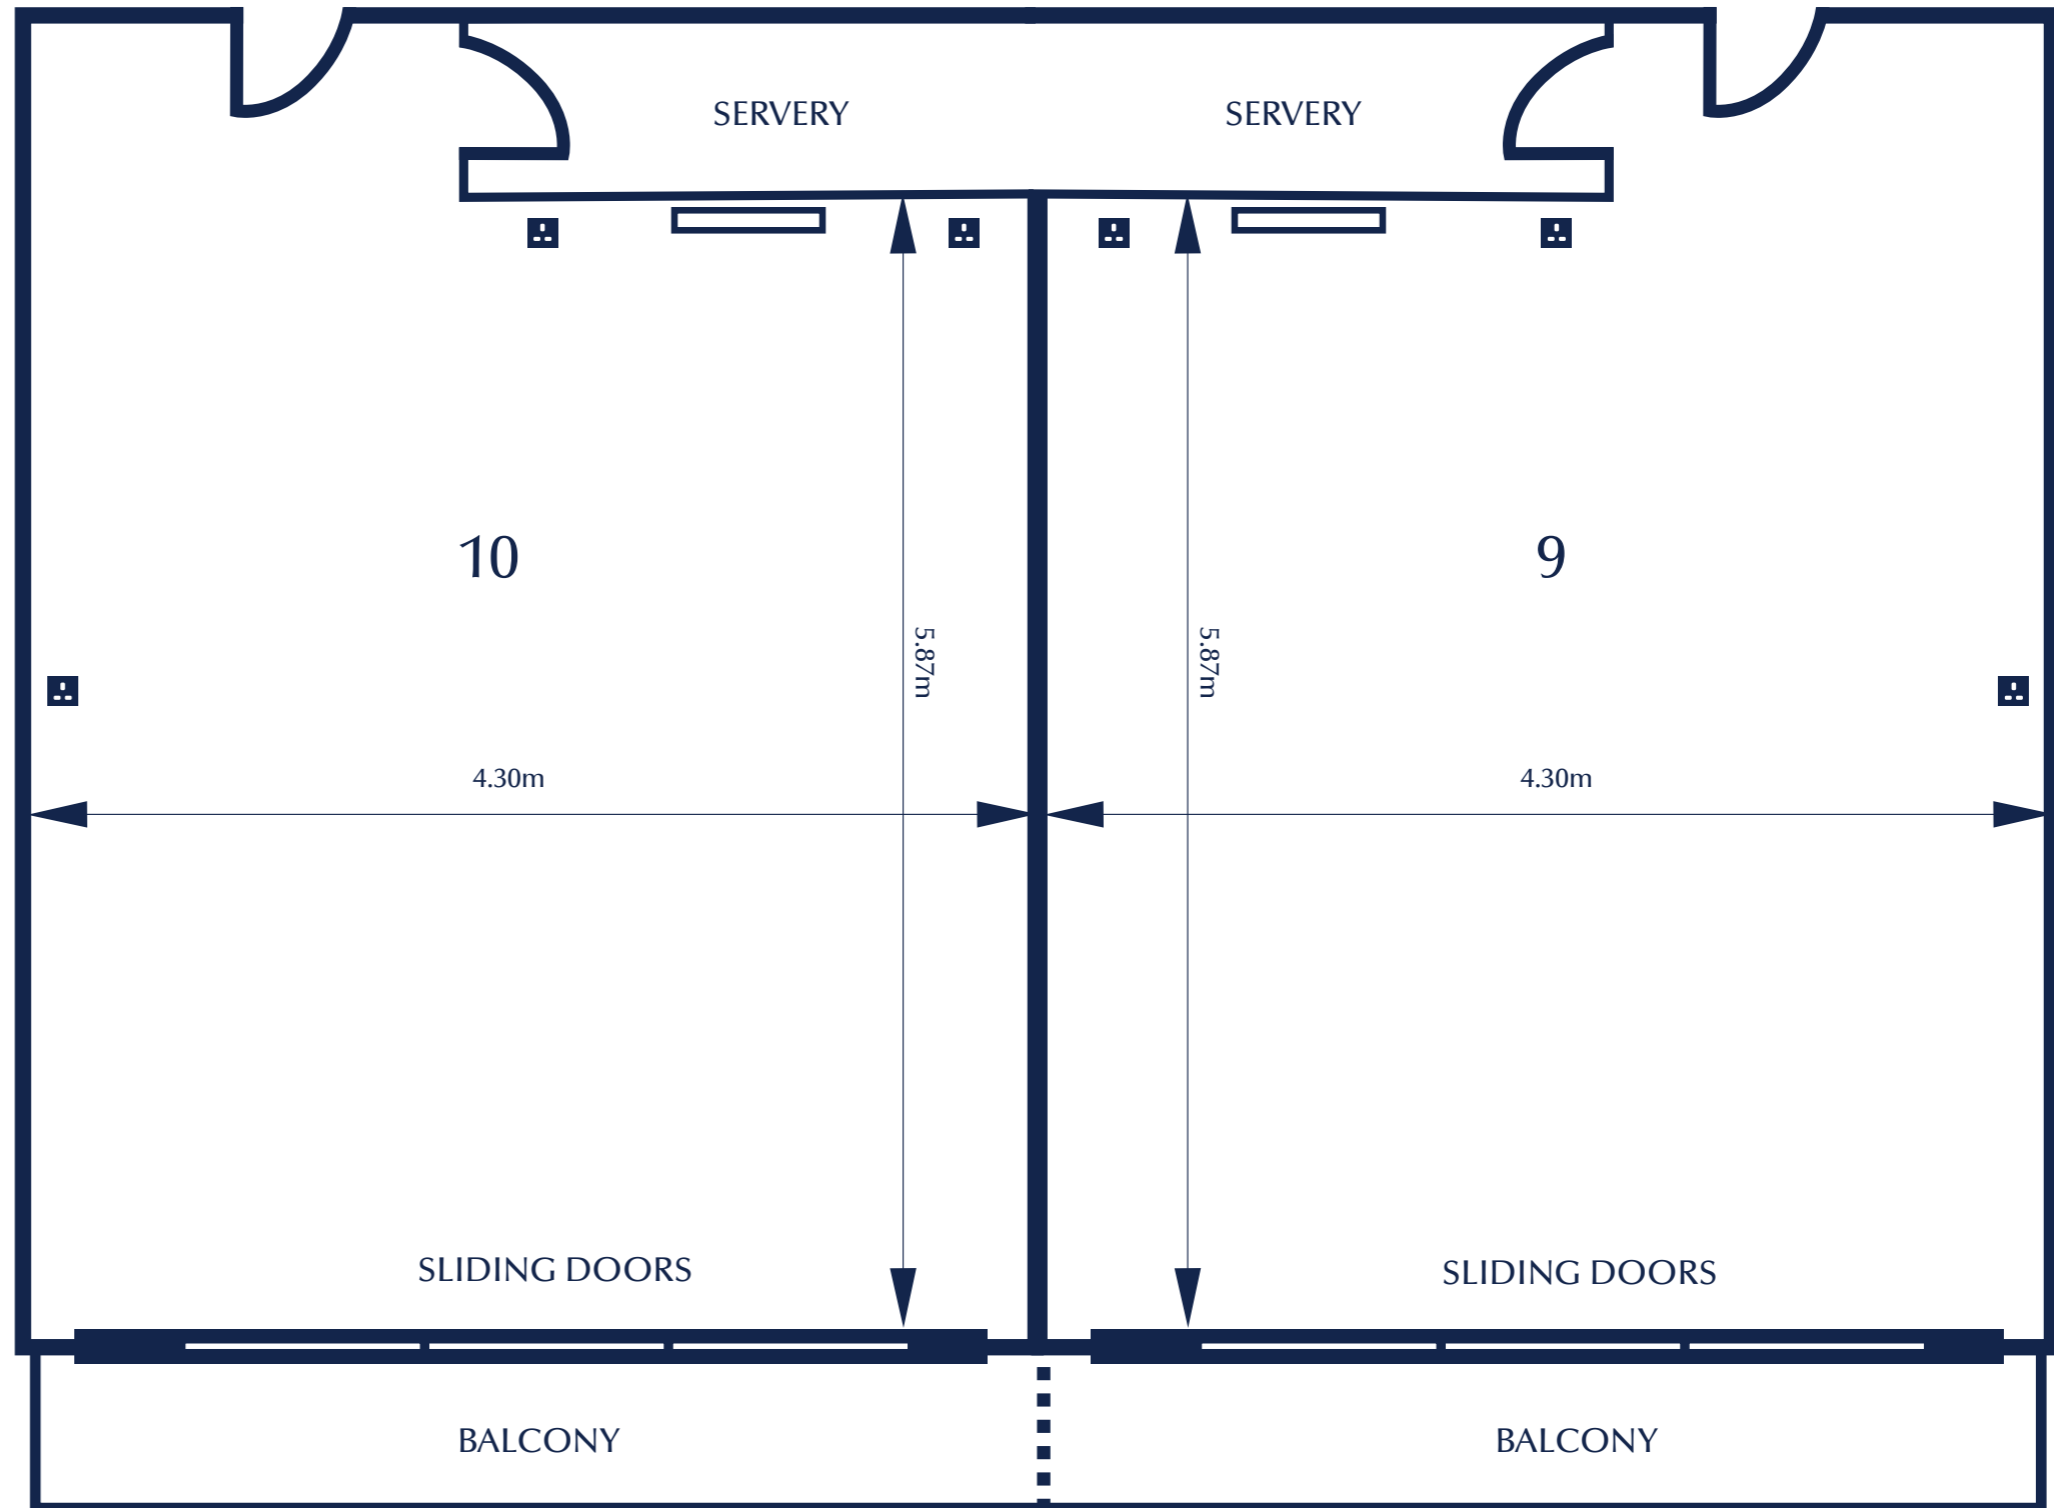 SERVERY
SERVERY
10
9
5.87m
5.87m
4.30m
4.30m
SLIDING DOORS
SLIDING DOORS
BALCONY
BALCONY